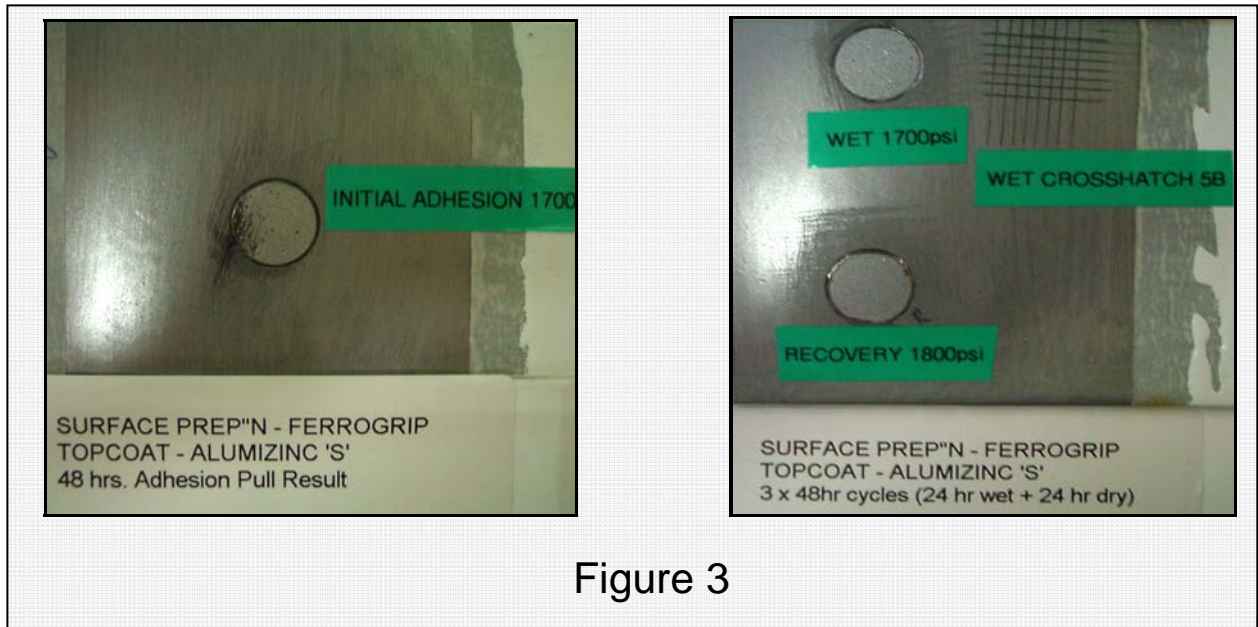 INITIAL ADHESION 1700
SURFACE PREP"N - FERROGRIP
TOPCOAT - ALUMIZINC 'S'
48 hrs. Adhesion Pull Result
WET 1700psi
WET CROSSHATCH 5B
R
RECOVERY 1800psi
SURFACE PREP"N - FERROGRIP
TOPCOAT - ALUMIZINC 'S'
3 x 48hr cycles (24 hr wet + 24 hr dry)
Figure 3